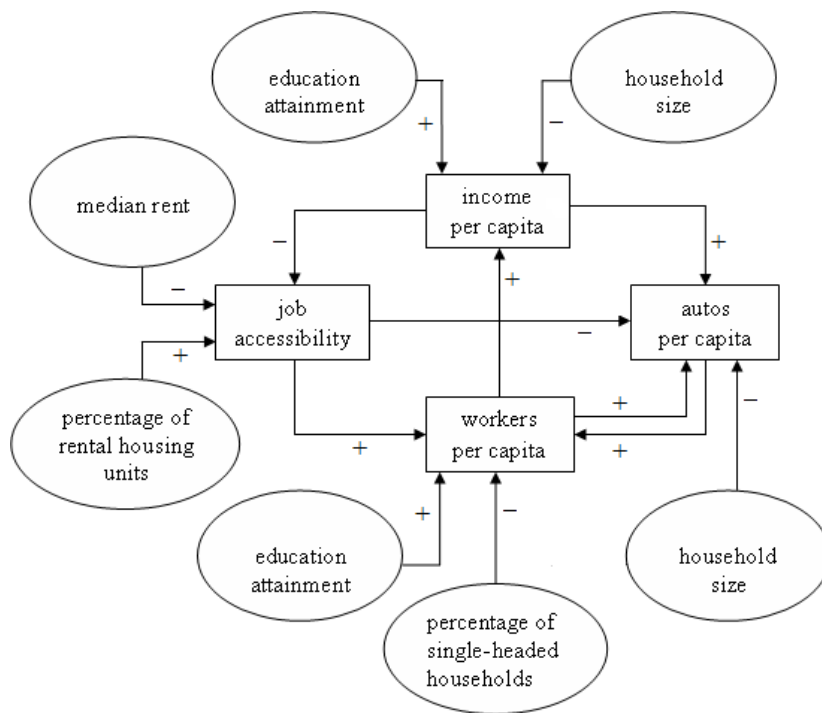 education
attainment
household
size
+
−
median rent
income
per capita
−
+
−
+
job
accessibility
−
autos
per capita
+
percentage of
rental housing
units
workers
per capita
+
+
+
−
+
−
education
attainment
household
size
percentage of
single-headed
households